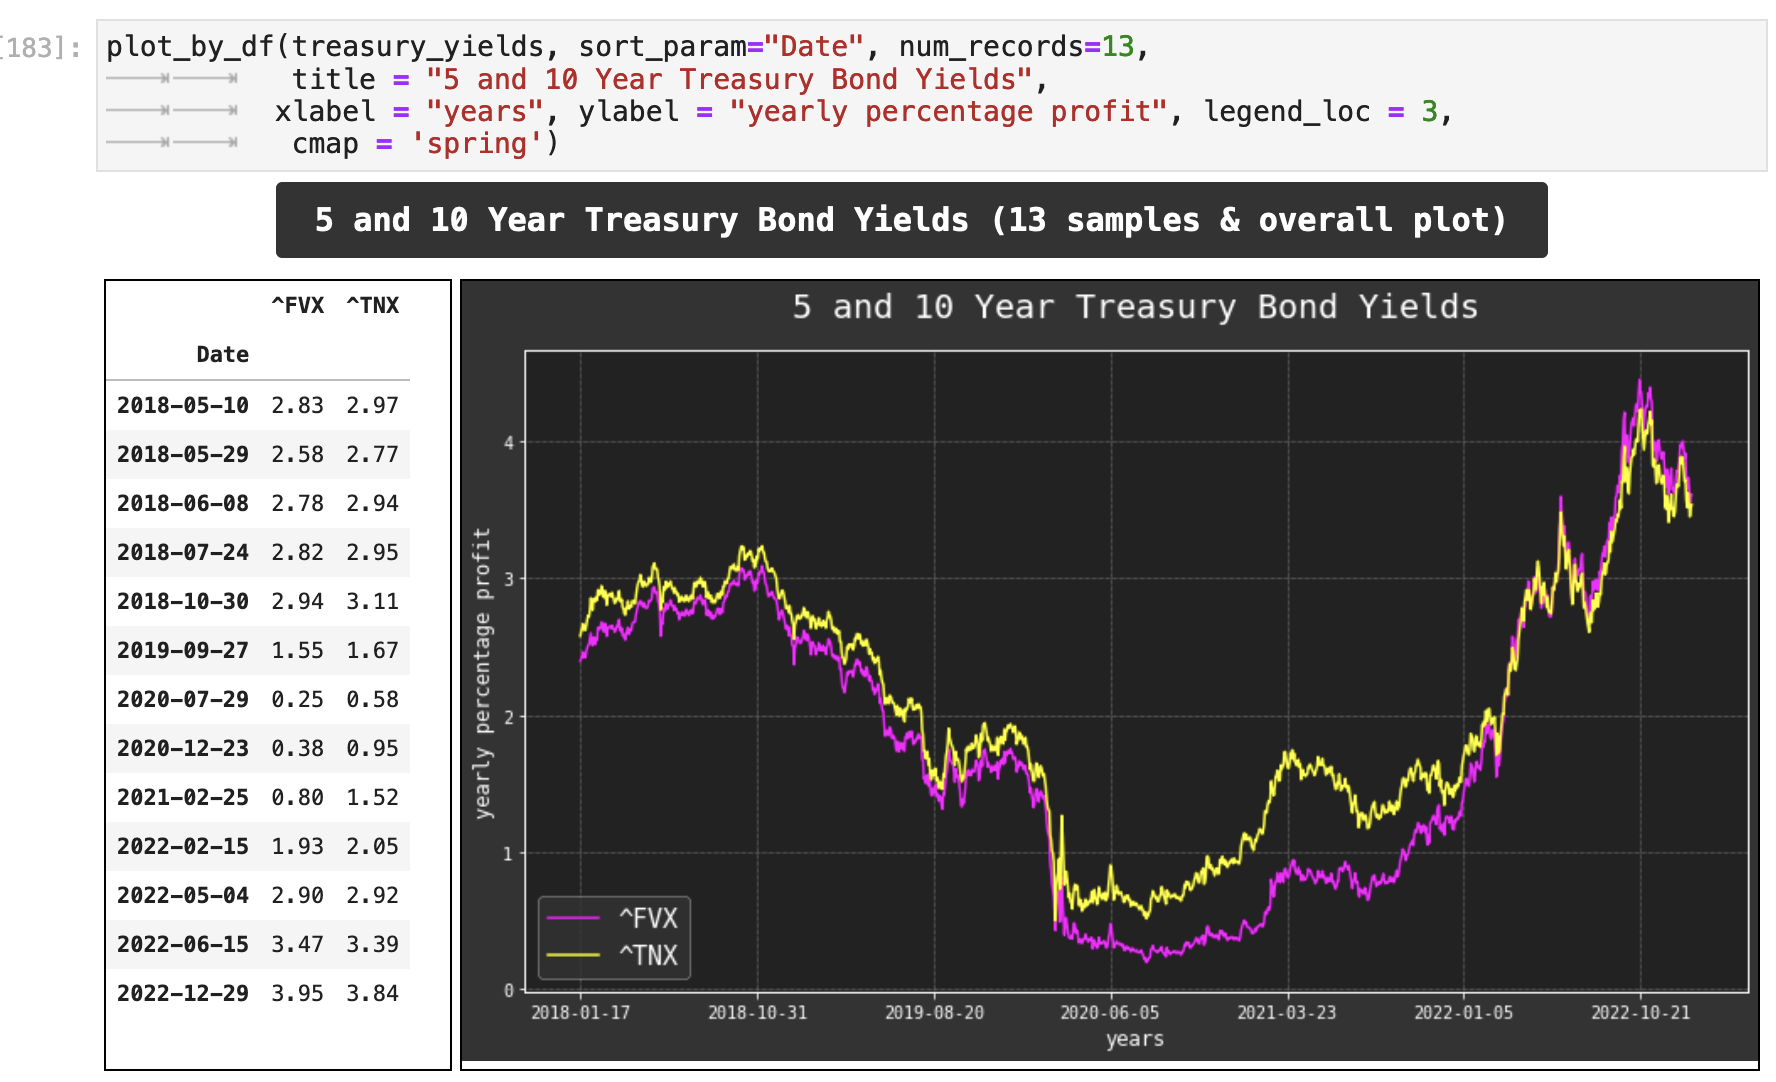 [183]: plot_by_df(treasury_yields, sort_param="Date", num_records=13,
title = "5 and 10 Year Treasury Bond Yields",
xlabel = "years", ylabel = "yearly percentage profit", legend_loc = 3,
cmap = 'spring')
5 and 10 Year Treasury Bond Yields (13 samples & overall plot)
^FVX ^TNX
Date
2018-05-10 2.83 2.97
2018-05-29 2.58 2.77
2018-06-08 2.78 2.94
2018-07-24 2.82 2.95
2018-10-30 2.94 3.11
2019-09-27 1.55 1.67
2020-07-29 0.25 0.58
2020-12-23 0.38 0.95
2021-02-25 0.80 1.52
2022-02-15 1.93 2.05
2022-05-04 2.90 2.92
2022-06-15 3.47 3.39
2022-12-29 3.95 3.84
5 and 10 Year Treasury Bond Yields
yearly percentage profit
4
3
2
1
0
^FVX
^TNX
2018-01-17 2018-10-31 2019-08-20 2020-06-05 2021-03-23 2022-01-05 2022-10-21
years